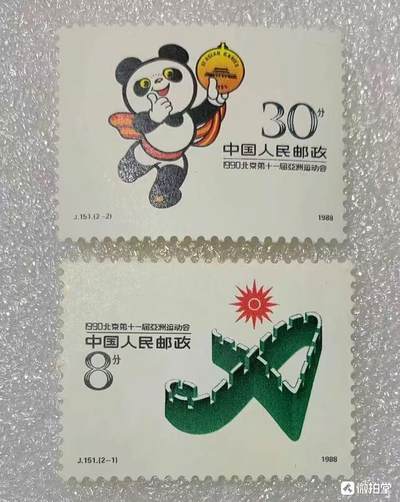 XI ASIAN GAMES
30分
中国人民邮政
1990北京第十一届亚洲运动会
J.151.(2-2)
1988
1990北京第十一届亚洲运动会
中国人民邮政
8分
J.151.(2-1)
1988
微拍堂